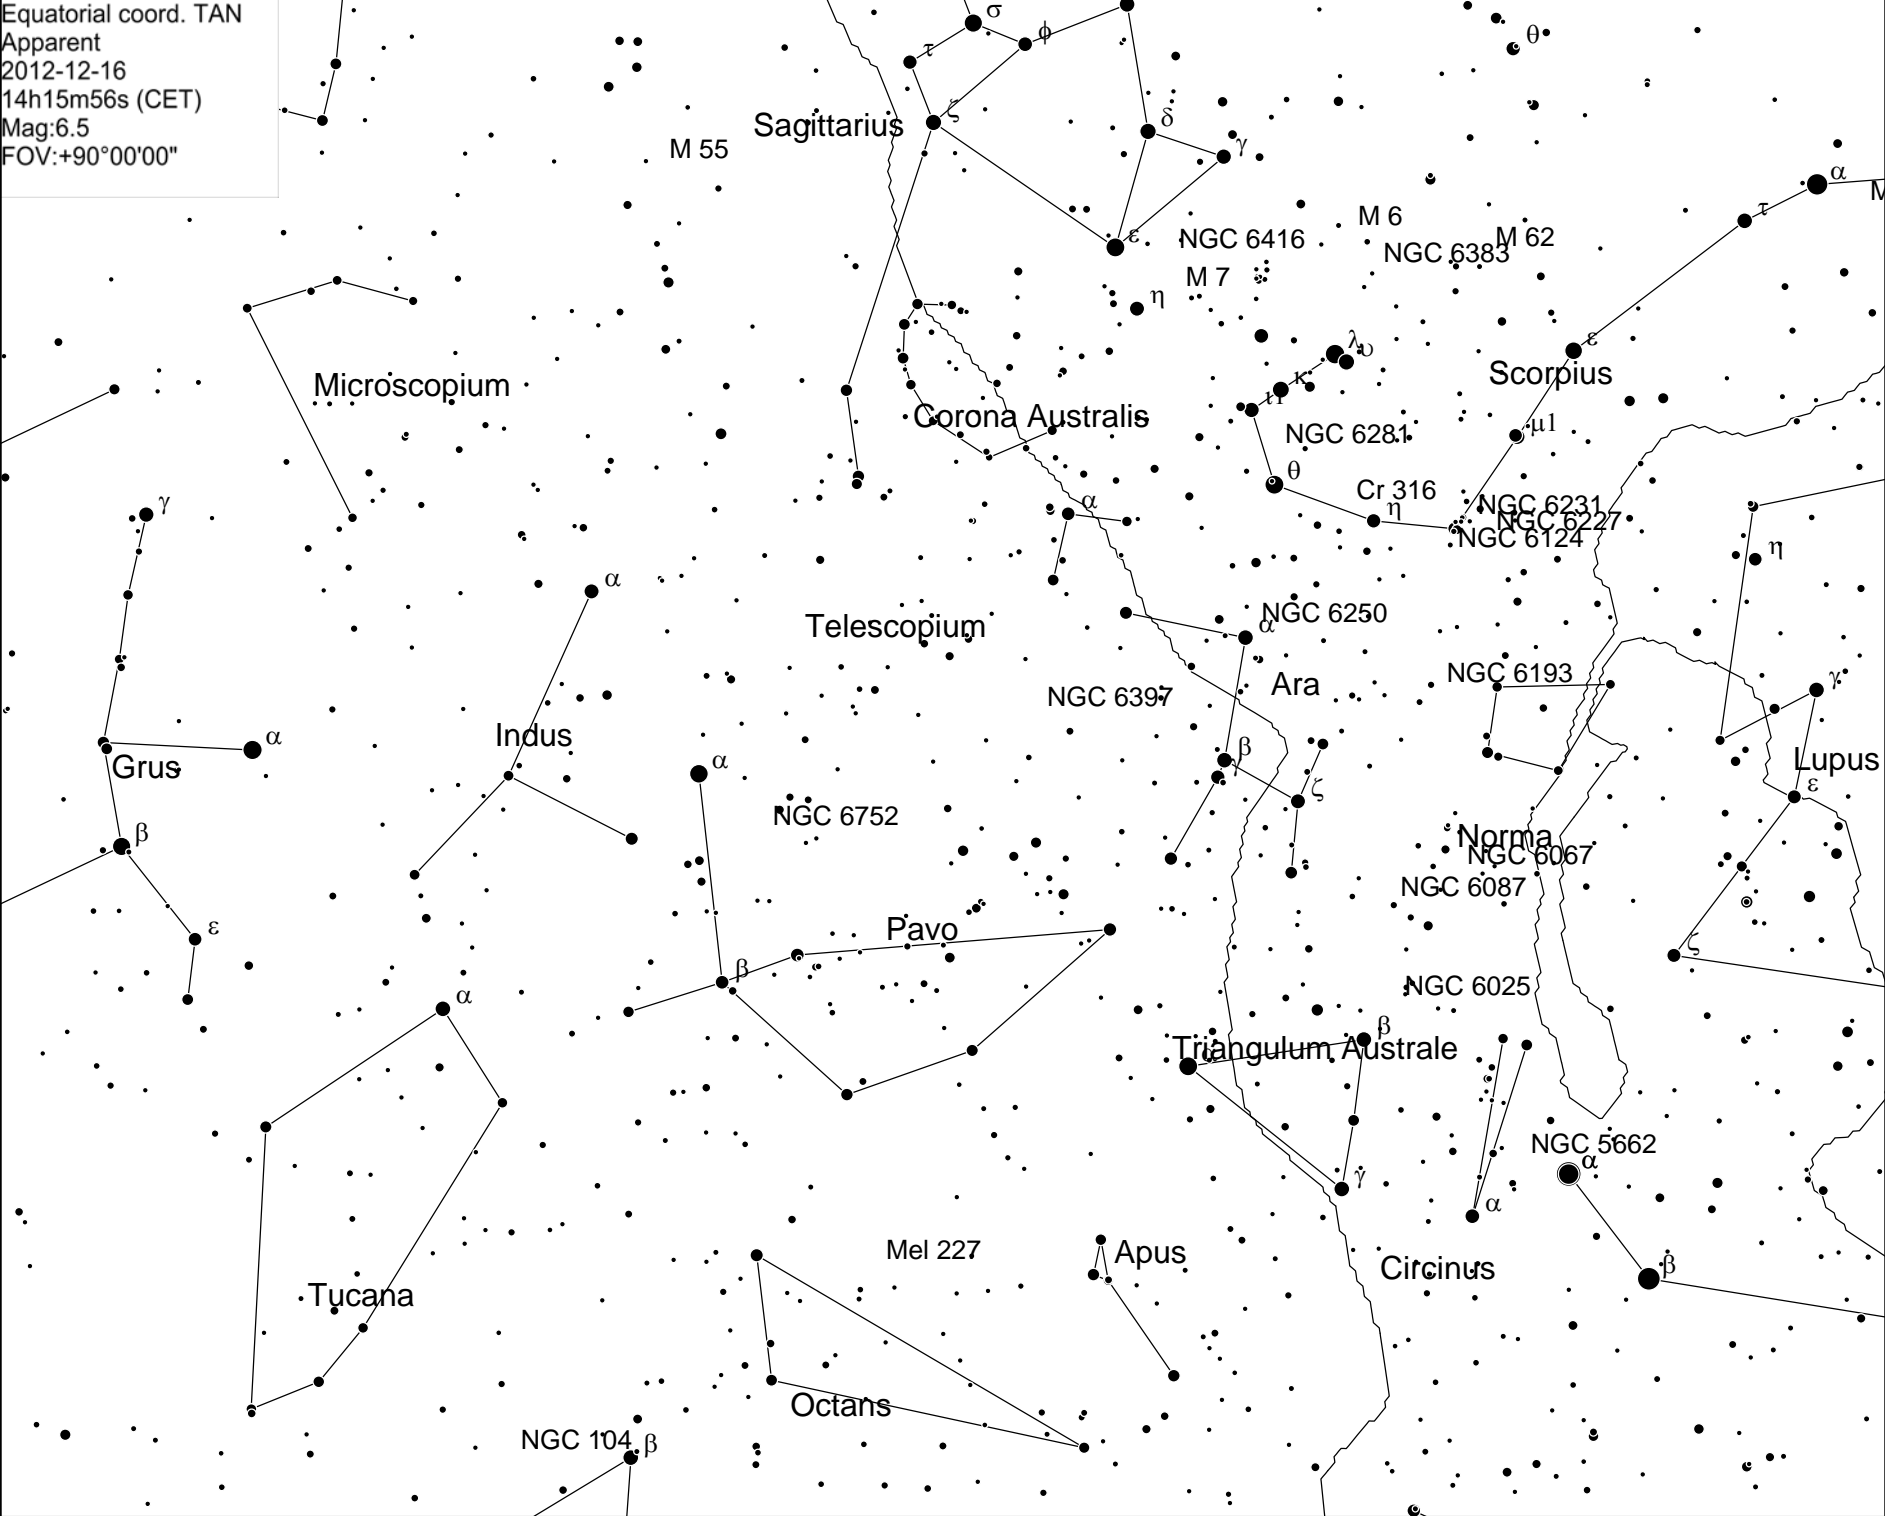 Equatorial coord. TAN
Apparent
2012-12-16
14h15m56s (CET)
Mag:6.5
FOV:+90°00'00"
σ
φ
τ
θ
Sagittarius
ζ
δ
γ
M 55
α
τ
M 6
M 62
NGC 6416
NGC 6383
ε
M 7
η
λ
υ
ε
Scorpius
κ
ι1
Microscopium
Corona Australis
μ1
NGC 6281
θ
Cr 316
η
NGC 6231
NGC 6227
NGC 6124
γ
α
η
α
NGC 6250
α
Telescopium
NGC 6193
Ara
NGC 6397
γ
Indus
α
Grus
α
β
γ
Lupus
ζ
ε
NGC 6752
β
Norma
NGC 6067
NGC 6087
Pavo
ε
β
ζ
NGC 6025
α
β
Triangulum Australe
α
NGC 5662
α
γ
α
Mel 227
Apus
Circinus
β
Tucana
Octans
NGC 104
β